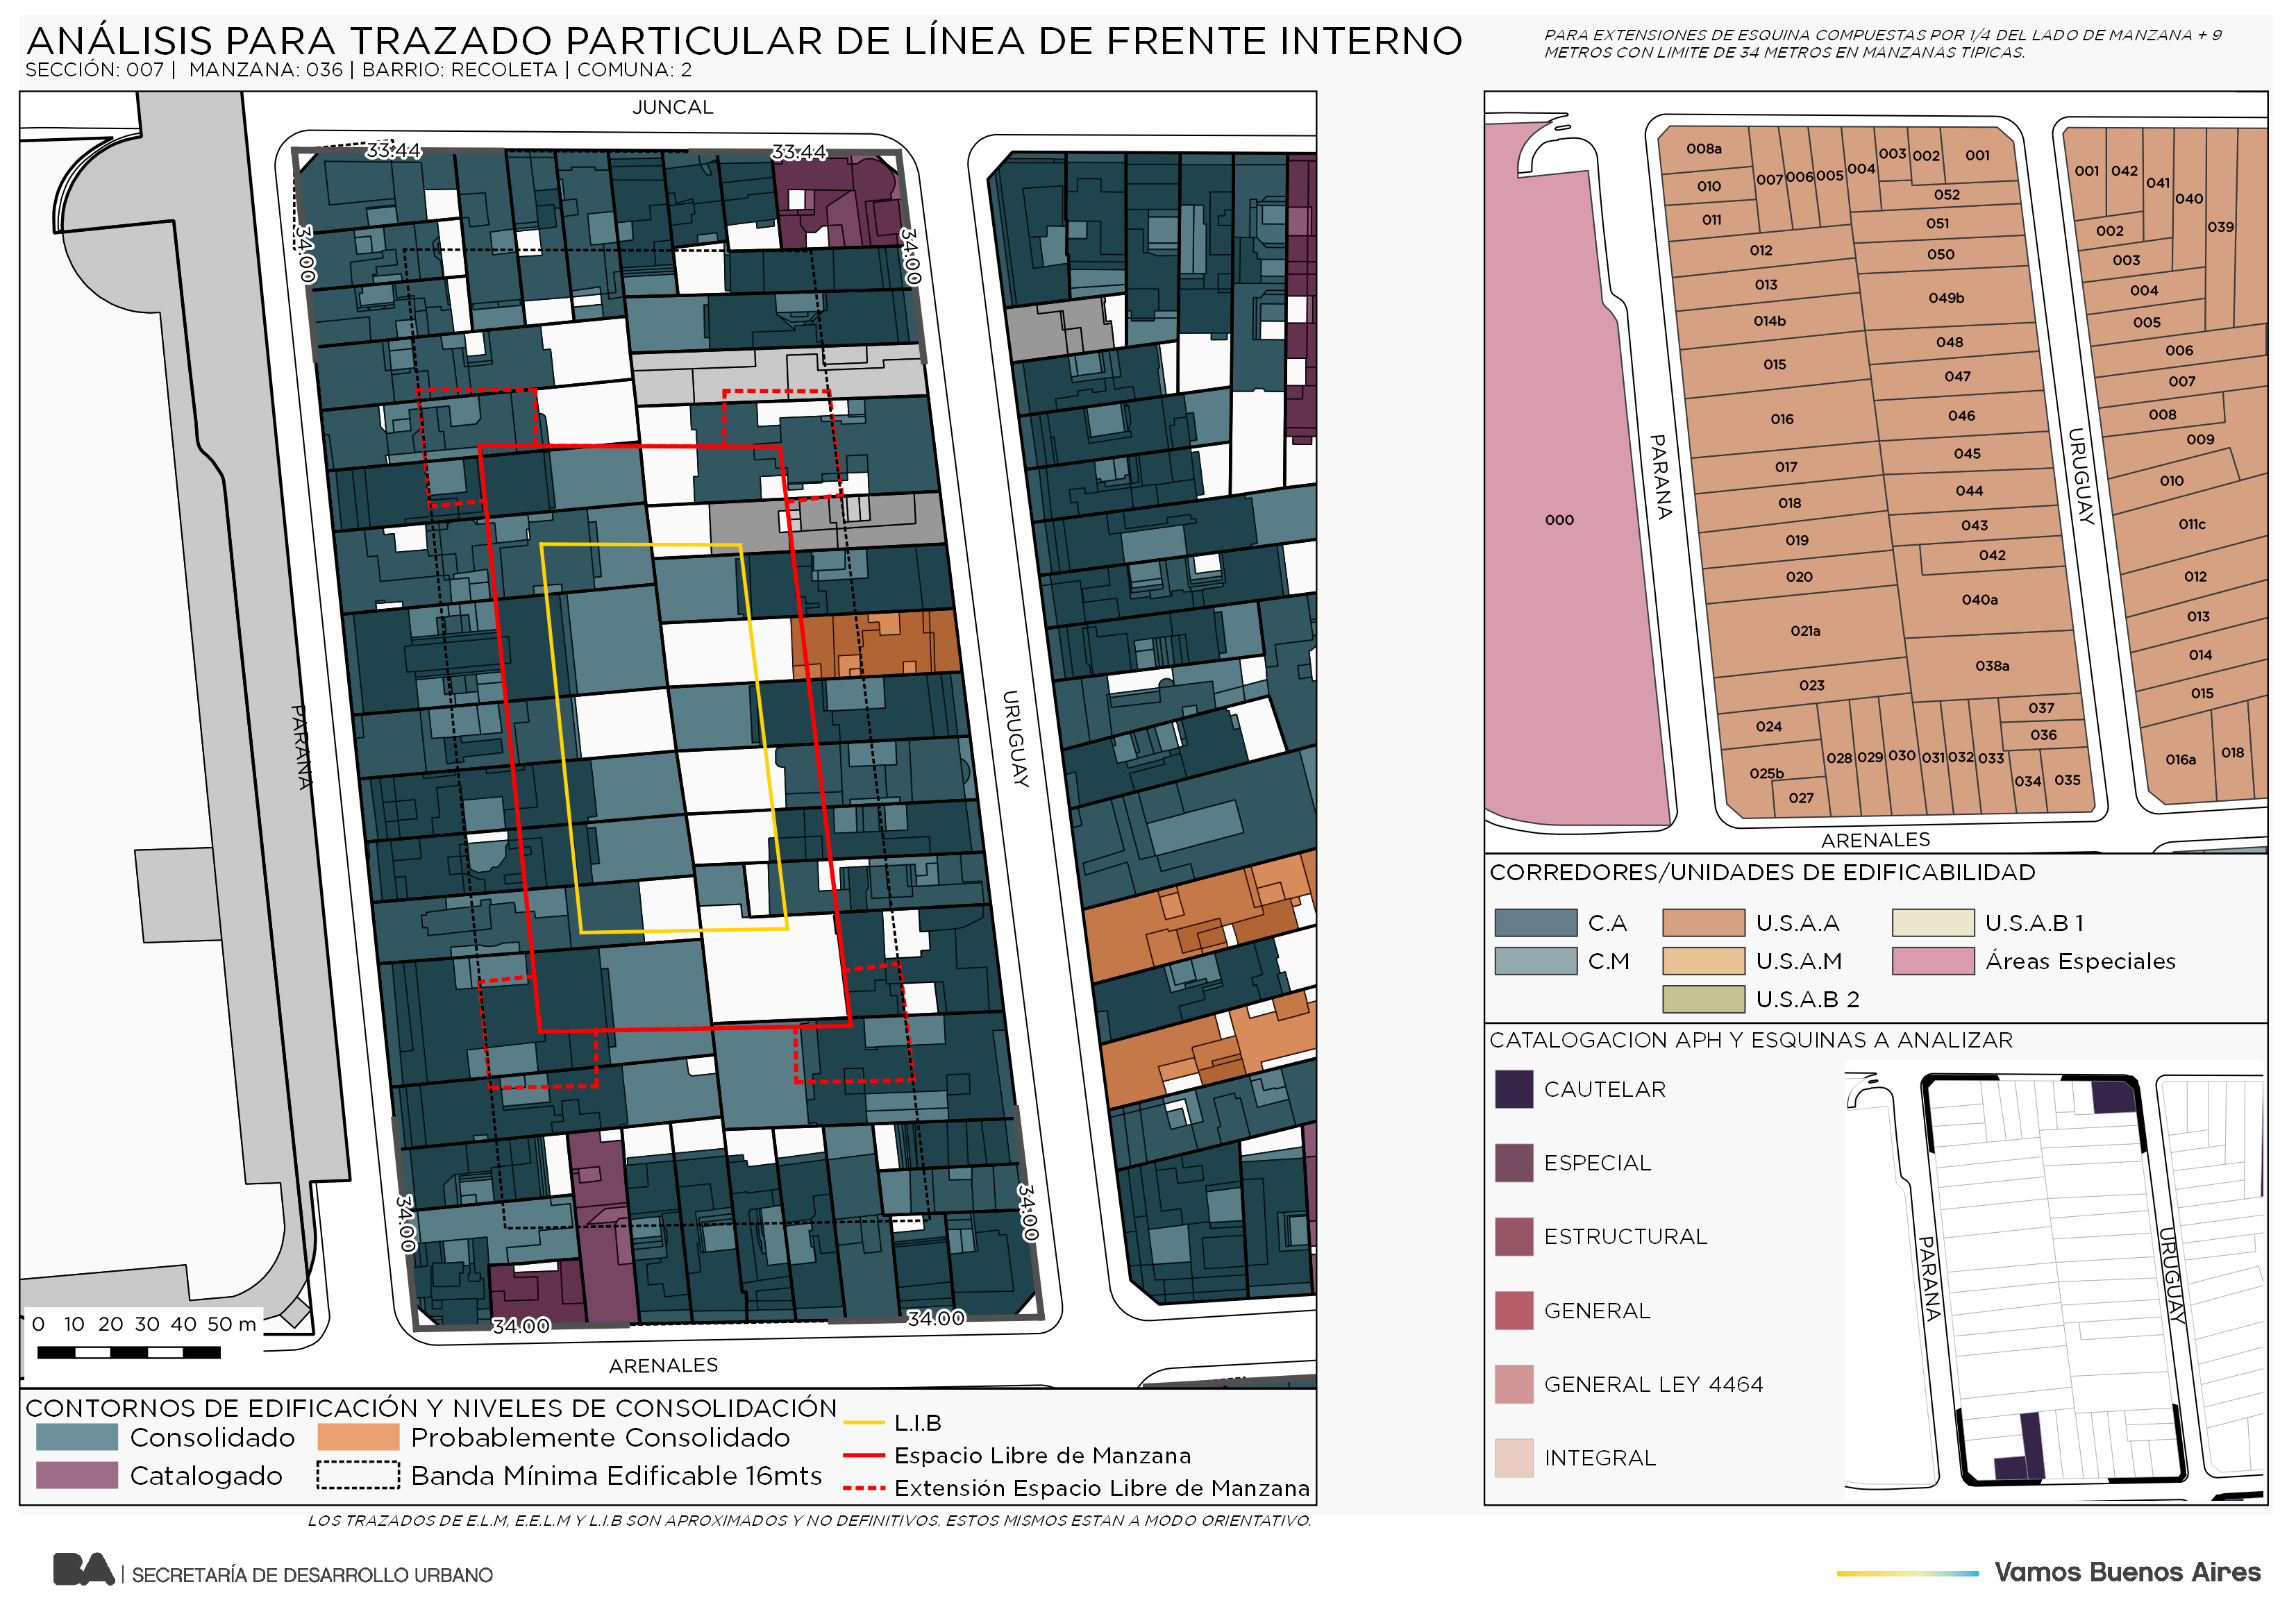 ANÁLISIS PARA TRAZADO PARTICULAR DE LÍNEA DE FRENTE INTERNO
SECCIÓN: 007 | MANZANA: 036 | BARRIO: RECOLETA | COMUNA: 2
PARA EXTENSIONES DE ESQUINA COMPUESTAS POR 1/4 DEL LADO DE MANZANA + 9
METROS CON LIMITE DE 34 METROS EN MANZANAS TIPICAS.
JUNCAL
33.44
33.44
34.00
34.00
PARANA
URUGUAY
34.00
34.00
34.00
34.00
ARENALES
0 10 20 30 40 50 m
CONTORNOS DE EDIFICACIÓN Y NIVELES DE CONSOLIDACIÓN
Consolidado
Probablemente Consolidado
Catalogado
Banda Mínima Edificable 16mts
L.I.B
Espacio Libre de Manzana
Extensión Espacio Libre de Manzana
LOS TRAZADOS DE E.L.M, E.E.L.M Y L.I.B SON APROXIMADOS Y NO DEFINITIVOS. ESTOS MISMOS ESTAN A MODO ORIENTATIVO.
008a
010
011
007
006
005
004
003
002
001
052
051
050
012
013
014b
015
016
017
018
019
020
021a
023
024
025b
027
049b
048
047
046
045
044
043
042
040a
038a
037
036
028
029
030
031
032
033
034
035
000
001
042
041
040
039
002
003
004
005
006
007
008
009
010
011c
012
013
014
015
016a
018
PARANA
URUGUAY
ARENALES
CORREDORES/UNIDADES DE EDIFICABILIDAD
C.A
U.S.A.A
U.S.A.B 1
C.M
U.S.A.M
Áreas Especiales
U.S.A.B 2
CATALOGACION APH Y ESQUINAS A ANALIZAR
CAUTELAR
ESPECIAL
ESTRUCTURAL
GENERAL
GENERAL LEY 4464
INTEGRAL
PARANA
URUGUAY
BA | SECRETARÍA DE DESARROLLO URBANO
Vamos Buenos Aires